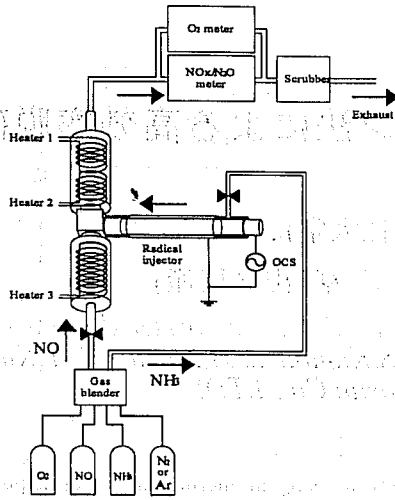 O2 meter
NOx/N2O
meter
Scrubber
Exhaust
Heater 1
Heater 2
Radical
injector
OCS
Heater 3
NO
NH3
Gas
blender
O2
NO
NH3
N2
or
Ar